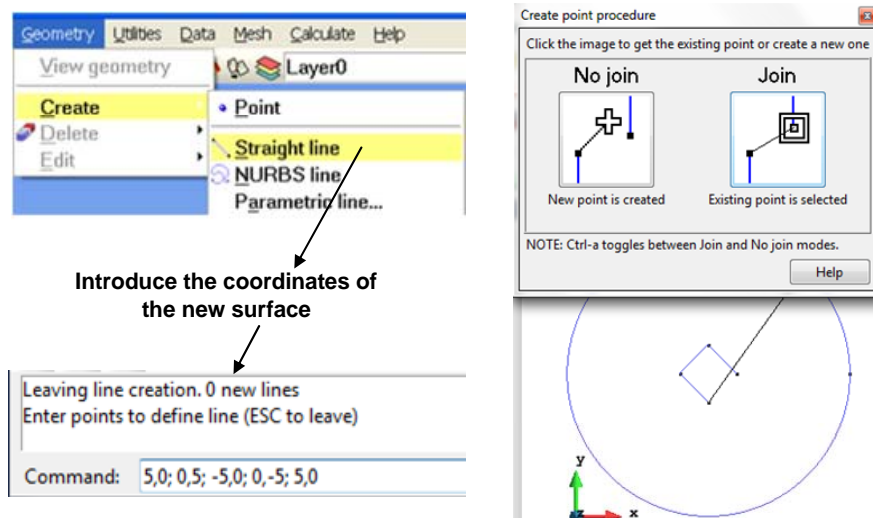 Geometry Utilities Data Mesh Calculate Help
View geometry
Layer0
Create
Point
Delete
Straight line
Edit
NURBS line
Parametric line...
Introduce the coordinates of
the new surface
Leaving line creation. 0 new lines
Enter points to define line (ESC to leave)
Command: 5,0; 0,5; -5,0; 0,-5; 5,0
Create point procedure
Click the image to get the existing point or create a new one
No join Join
New point is created Existing point is selected
NOTE: Ctrl-a toggles between Join and No join modes.
Help
y
z x